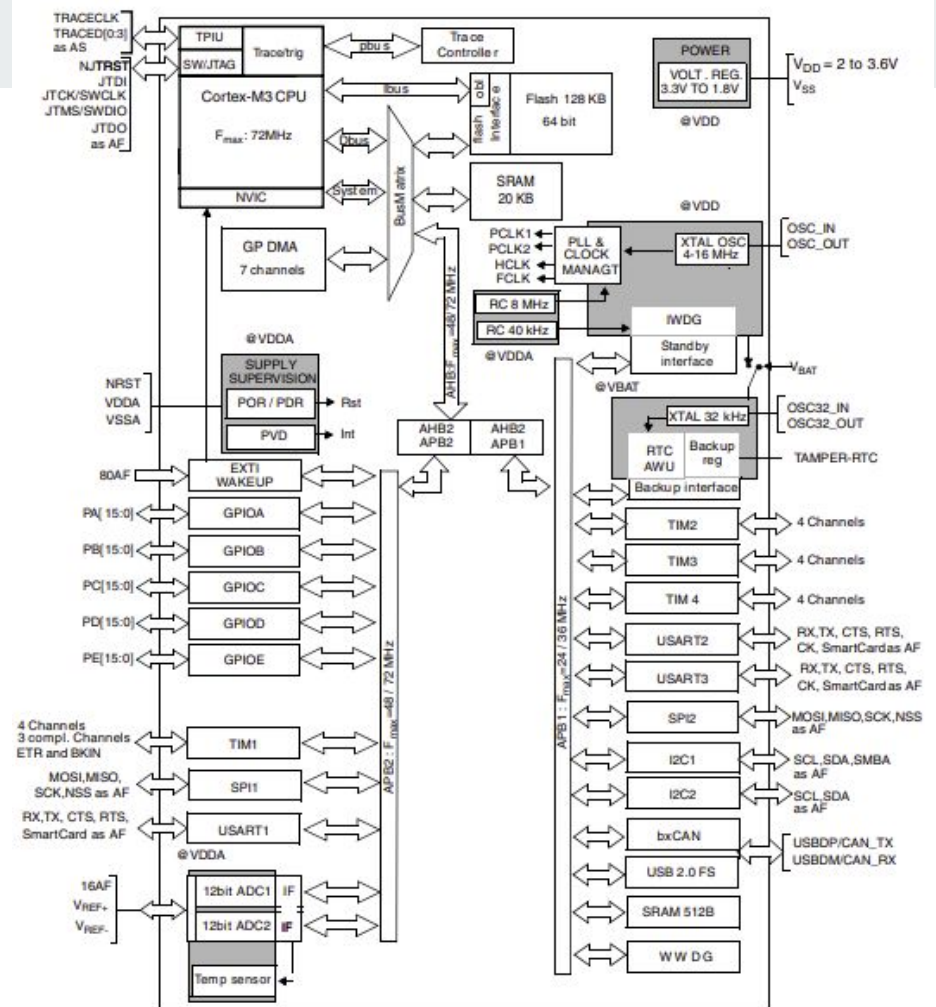 TRACECLK
TRACED[0:3]
as AS
NJTRST
JTDI
JTCK/SWCLK
JTMS/SWDIO
JTDO
as AF
TPIU
SW/JTAG
Trace/trig
Cortex-M3 CPU
Fmax: 72MHz
NVIC
pbus
Trace
Controller
Ibus
Dbus
System
BusMatrix
flash obl
Interface
Flash 128 KB
64 bit
SRAM
20 KB
POWER
VOLT. REG.
3.3V TO 1.8V
@VDD
VDD = 2 to 3.6V
VSS
GP DMA
7 channels
AHB:Fmax=48/72 MHz
PCLK1
PCLK2
HCLK
FCLK
PLL &
CLOCK
MANAGT
@VDD
XTAL OSC
4-16 MHz
OSC_IN
OSC_OUT
RC 8 MHz
RC 40 kHz
@VDDA
IWDG
Standby
interface
@VBAT
VBAT
XTAL 32 kHz
OSC32_IN
OSC32_OUT
RTC
AWU
Backup
reg
Backup interface
TAMPER-RTC
@VDDA
SUPPLY
SUPERVISION
NRST
VDDA
VSSA
POR / PDR
Rst
PVD
Int
AHB2
APB2
AHB2
APB1
80AF
EXTI
WAKEUP
PA[ 15:0]
GPIOA
PB[ 15:0]
GPIOB
PC[15:0]
GPIOC
PD[15:0]
GPIOD
PE[15:0]
GPIOE
4 Channels
3 compl. Channels
ETR and BKIN
TIM1
MOSI,MISO,
SCK,NSS as AF
SPI1
RX,TX, CTS, RTS,
SmartCard as AF
USART1
@VDDA
16AF
VREF+
VREF-
12bit ADC1 IF
12bit ADC2 IF
Temp sensor
APB2 : Fmax=48 / 72 MHz
APB1 : Fmax=24 / 36 MHz
TIM2
4 Channels
TIM3
4 Channels
TIM 4
4 Channels
USART2
RX,TX, CTS, RTS,
CK, SmartCard as AF
USART3
RX,TX, CTS, RTS,
CK, SmartCard as AF
SPI2
MOSI,MISO,SCK,NSS
as AF
I2C1
SCL,SDA,SMBA
as AF
I2C2
SCL,SDA
as AF
bxCAN
USBDP/CAN_TX
USBDM/CAN_RX
USB 2.0 FS
SRAM 512B
WWDG